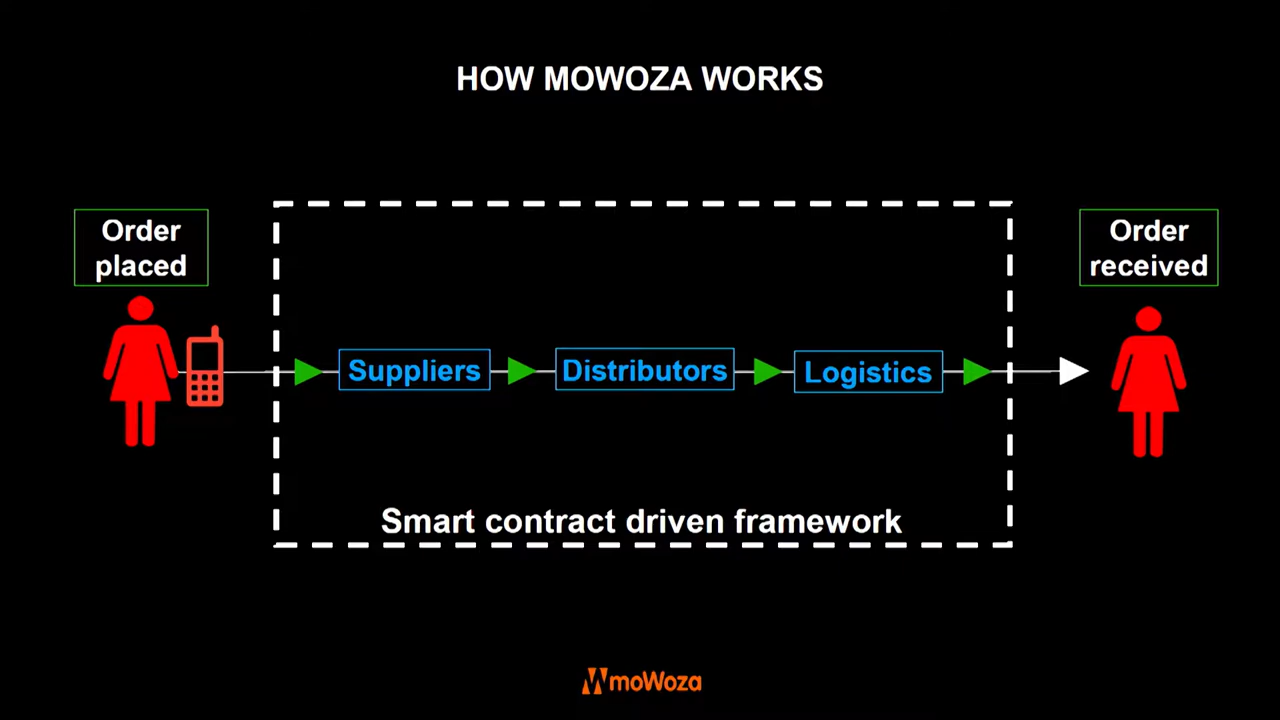 HOW MOWOZA WORKS
Order
placed
Order
received
Suppliers
Distributors
Logistics
Smart contract driven framework
moWoza